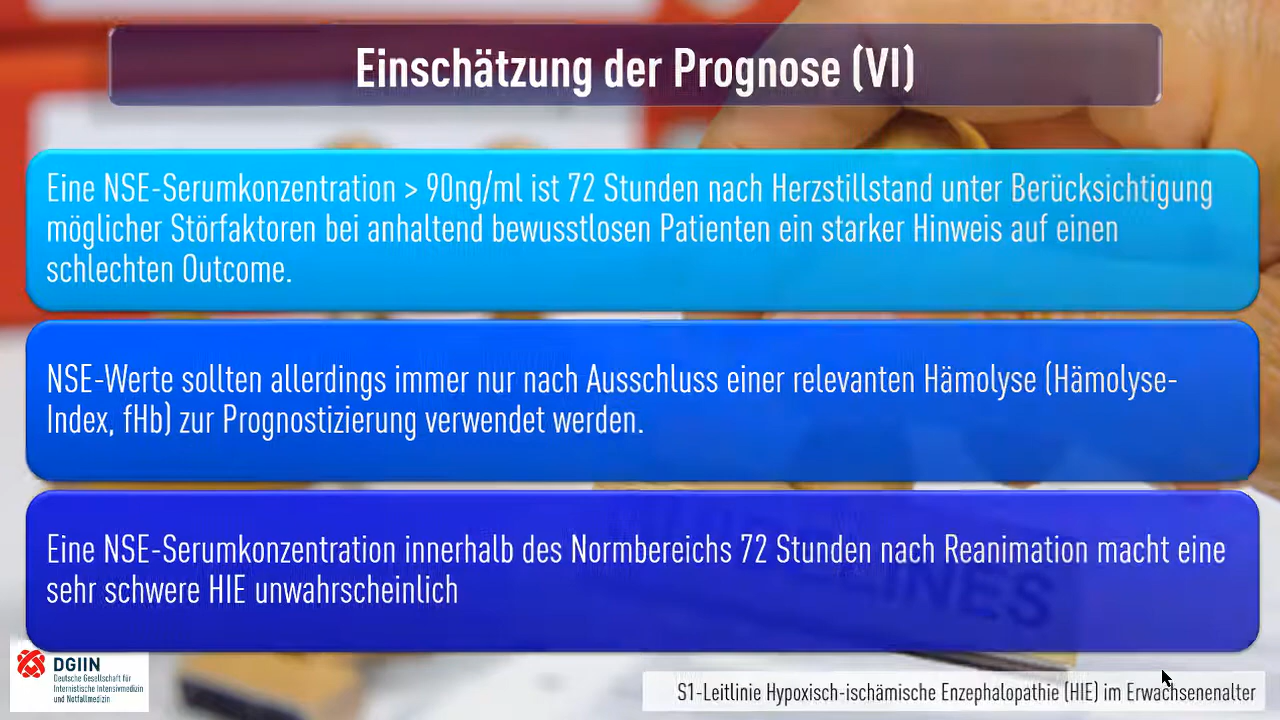 Einschätzung der Prognose (VI)
Eine NSE-Serumkonzentration > 90ng/ml ist 72 Stunden nach Herzstillstand unter Berücksichtigung
möglicher Störfaktoren bei anhaltend bewusstlosen Patienten ein starker Hinweis auf einen
schlechten Outcome.
NSE-Werte sollten allerdings immer nur nach Ausschluss einer relevanten Hämolyse (Hämolyse-
Index, fHb) zur Prognostizierung verwendet werden.
Eine NSE-Serumkonzentration innerhalb des Normbereichs 72 Stunden nach Reanimation macht eine
sehr schwere HIE unwahrscheinlich
DGIIN
Deutsche Gesellschaft für
Internistische Intensivmedizin
und Notfallmedizin
S1-Leitlinie Hypoxisch-ischämische Enzephalopathie (HIE) im Erwachsenenalter